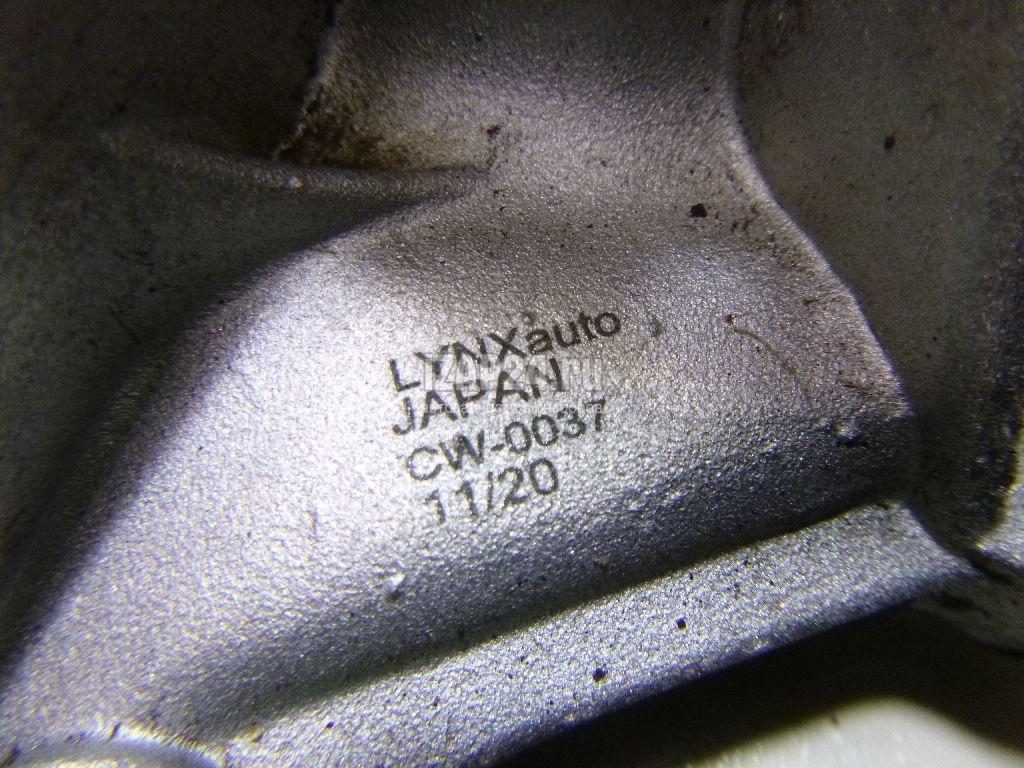 LYNXauto
JAPAN
CW-0037
11/20